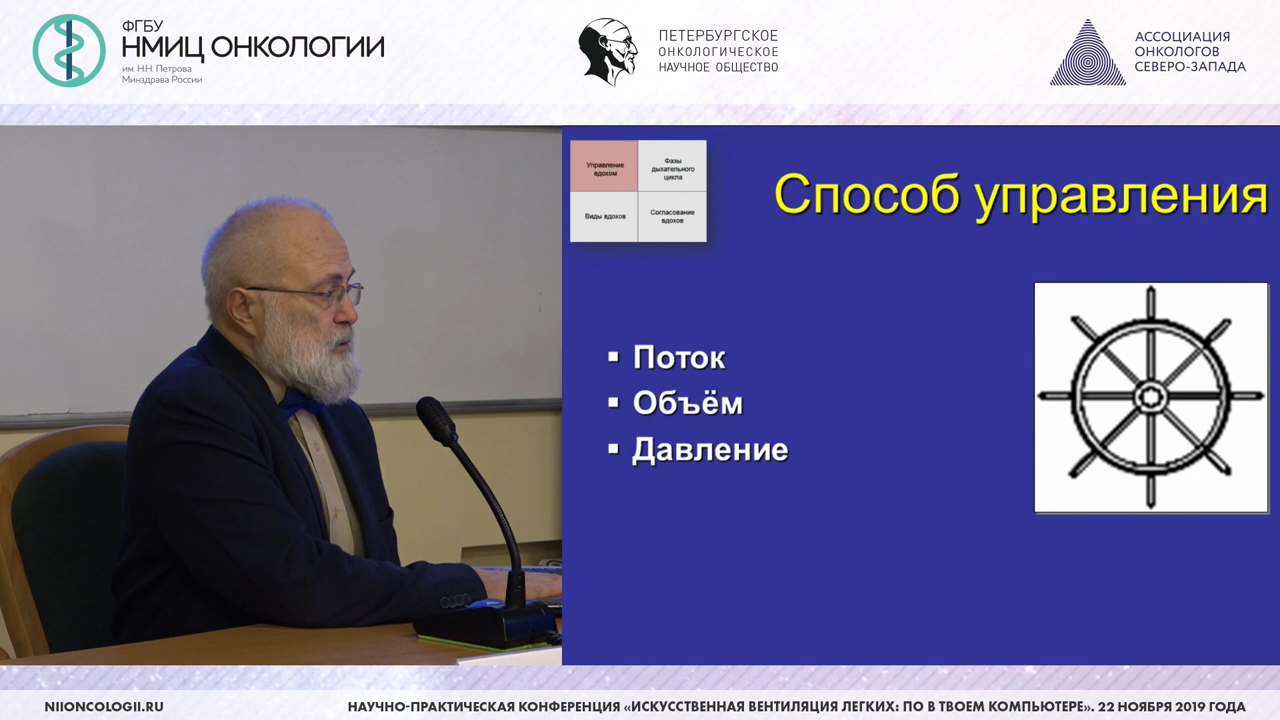 ФГБУ
НМИЦ ОНКОЛОГИИ
им. Н.Н. Петрова
Минздрава России
ПЕТЕРБУРГСКОЕ
ОНКОЛОГИЧЕСКОЕ
НАУЧНОЕ ОБЩЕСТВО
АССОЦИАЦИЯ
ОНКОЛОГОВ
СЕВЕРО-ЗАПАДА
Управление
вдохом
Фазы
дыхательного
цикла
Виды вдохов
Согласование
вдохов
Способ управления
▪ Поток
▪ Объём
▪ Давление
NIIONCOLOGII.RU
НАУЧНО-ПРАКТИЧЕСКАЯ КОНФЕРЕНЦИЯ «ИСКУССТВЕННАЯ ВЕНТИЛЯЦИЯ ЛЕГКИХ: ПО В ТВОЕМ КОМПЬЮТЕРЕ». 22 НОЯБРЯ 2019 ГОДА